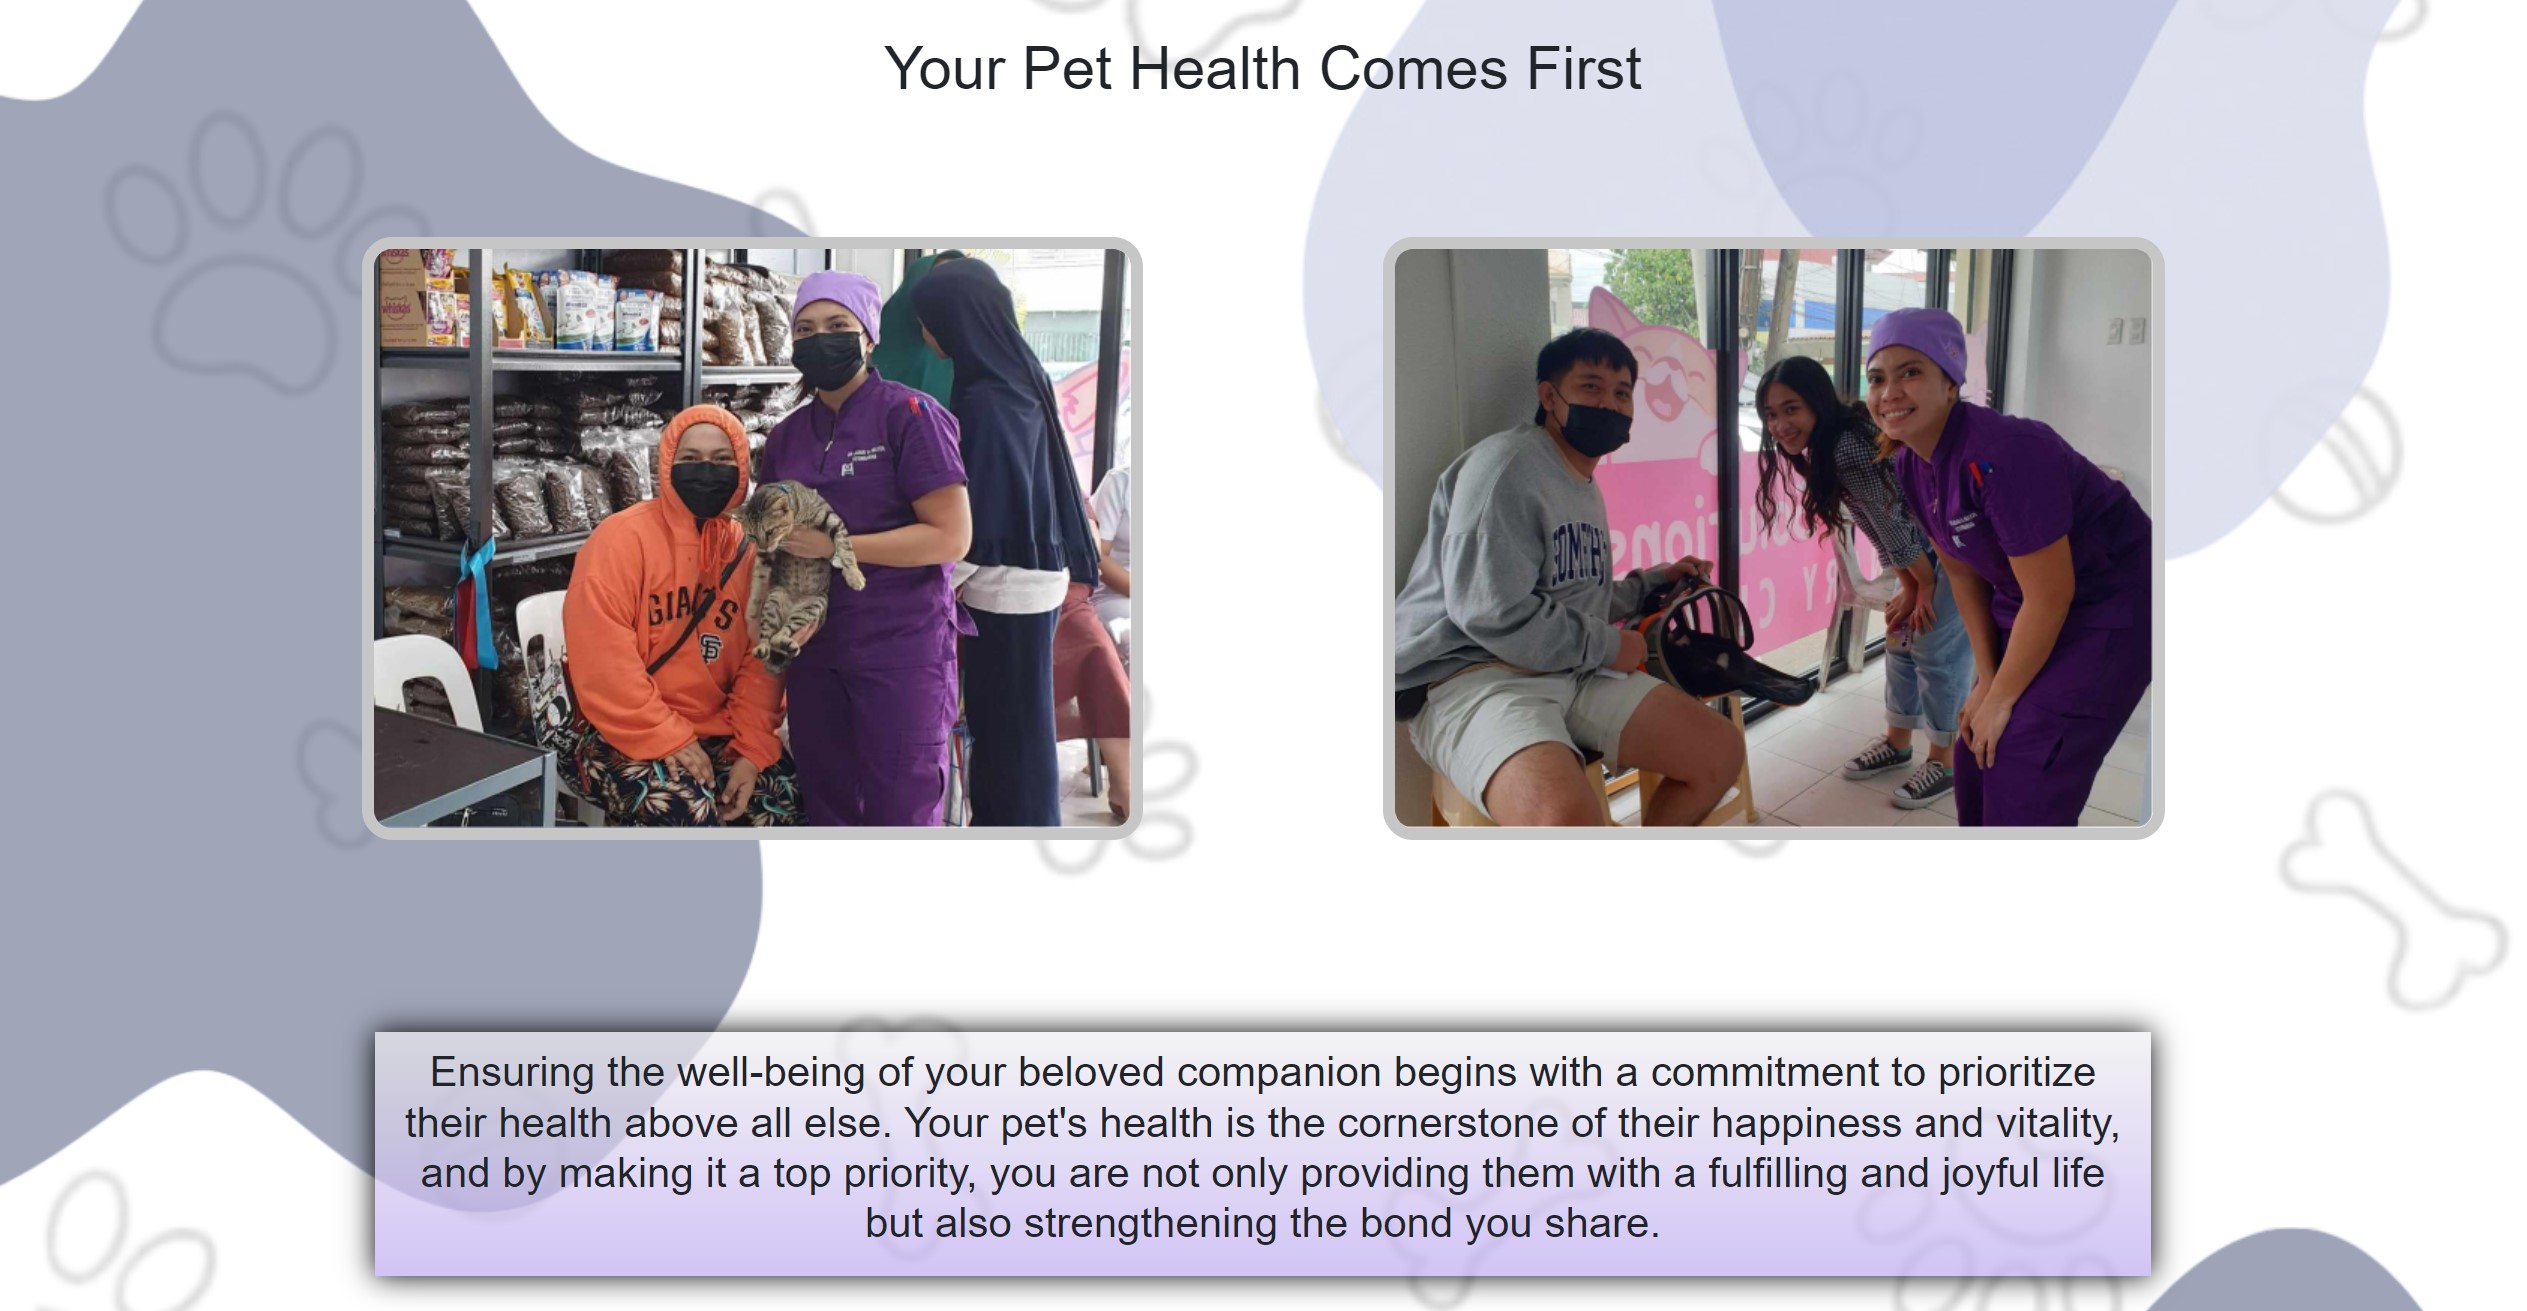 Your Pet Health Comes First
whiskas
GIANTS
SF
Ensuring the well-being of your beloved companion begins with a commitment to prioritize
their health above all else. Your pet's health is the cornerstone of their happiness and vitality,
and by making it a top priority, you are not only providing them with a fulfilling and joyful life
but also strengthening the bond you share.